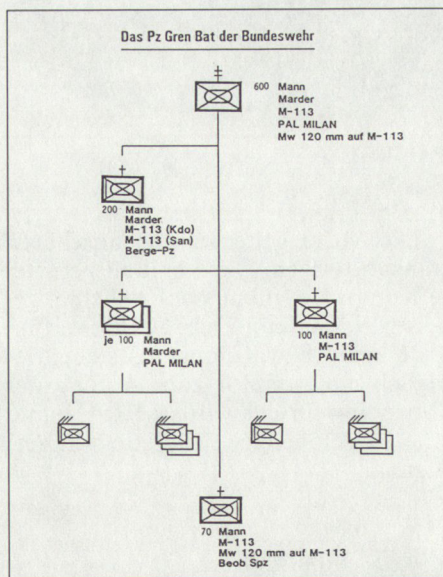 Das Pz Gren Bat der Bundeswehr
600 Mann
Marder
M-113
PAL MILAN
Mw 120 mm auf M-113
200 Mann
Marder
M-113 (Kdo)
M-113 (San)
Berge-Pz
je 100 Mann
Marder
PAL MILAN
100 Mann
M-113
PAL MILAN
70 Mann
M-113
Mw 120 mm auf M-113
Beob Spz